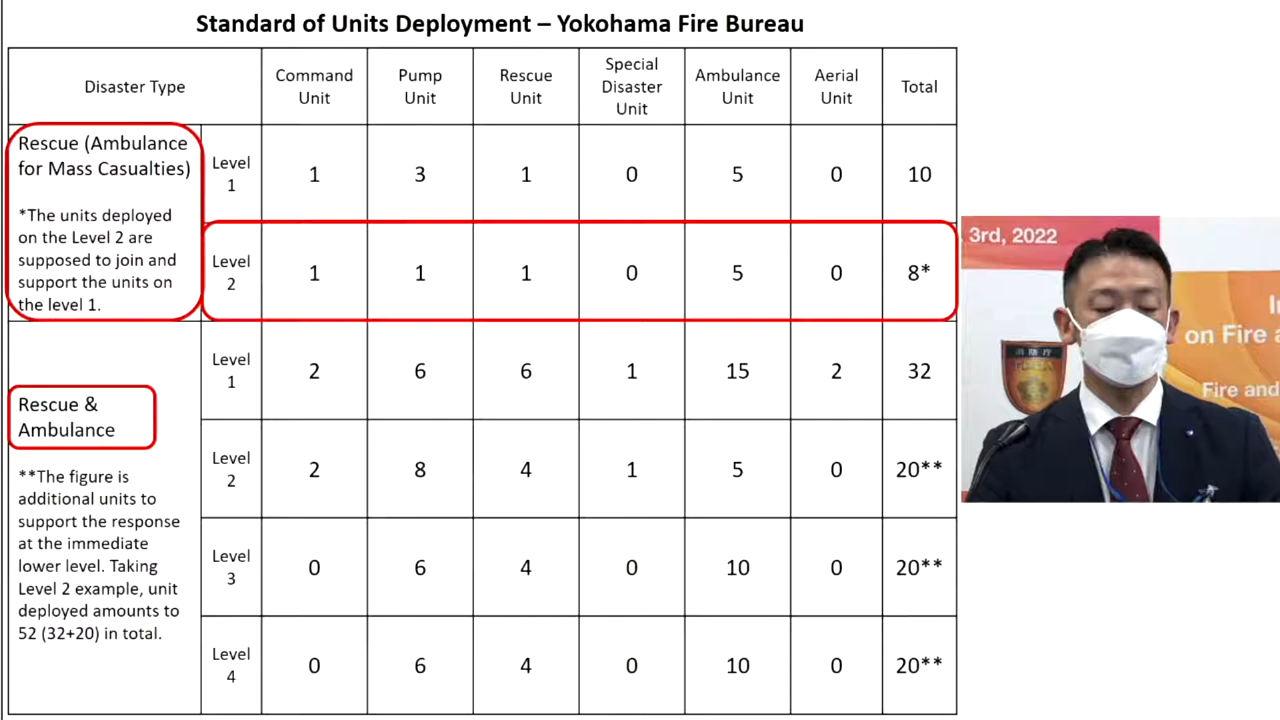 Standard of Units Deployment – Yokohama Fire Bureau
Disaster Type
Command
Unit
Pump
Unit
Rescue
Unit
Special
Disaster
Unit
Ambulance
Unit
Aerial
Unit
Total
Rescue (Ambulance
for Mass Casualties)
*The units deployed
on the Level 2 are
supposed to join and
support the units on
the level 1.
Level
1
1
3
1
0
5
0
10
Level
2
1
1
1
0
5
0
8*
Rescue &
Ambulance
**The figure is
additional units to
support the response
at the immediate
lower level. Taking
Level 2 example, unit
deployed amounts to
52 (32+20) in total.
Level
1
2
6
6
1
15
2
32
Level
2
2
8
4
1
5
0
20**
Level
3
0
6
4
0
10
0
20**
Level
4
0
6
4
0
10
0
20**
3rd, 2022
on Fire
Fire and
消防庁